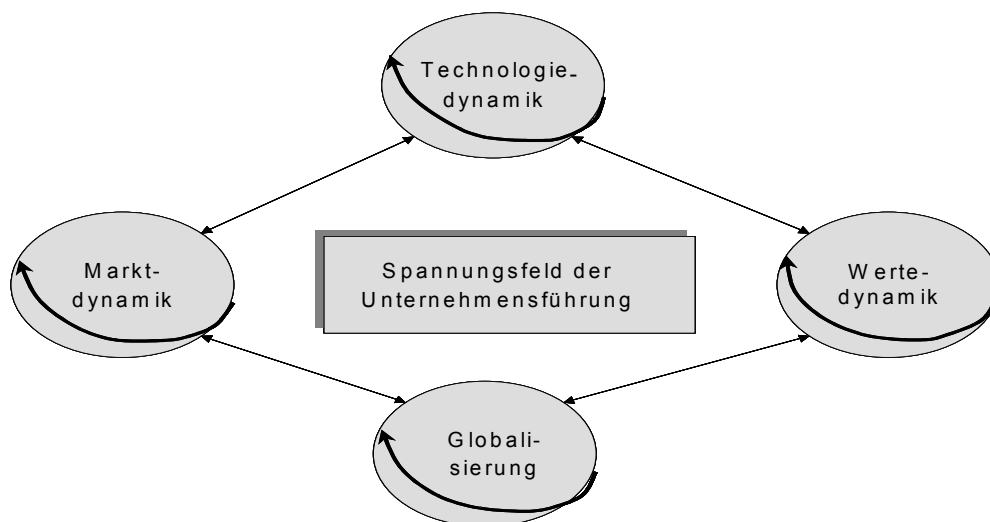 Technologie-
dynamik
Markt-
dynamik
Spannungsfeld der
Unternehmensführung
Werte-
dynamik
Globali-
sierung